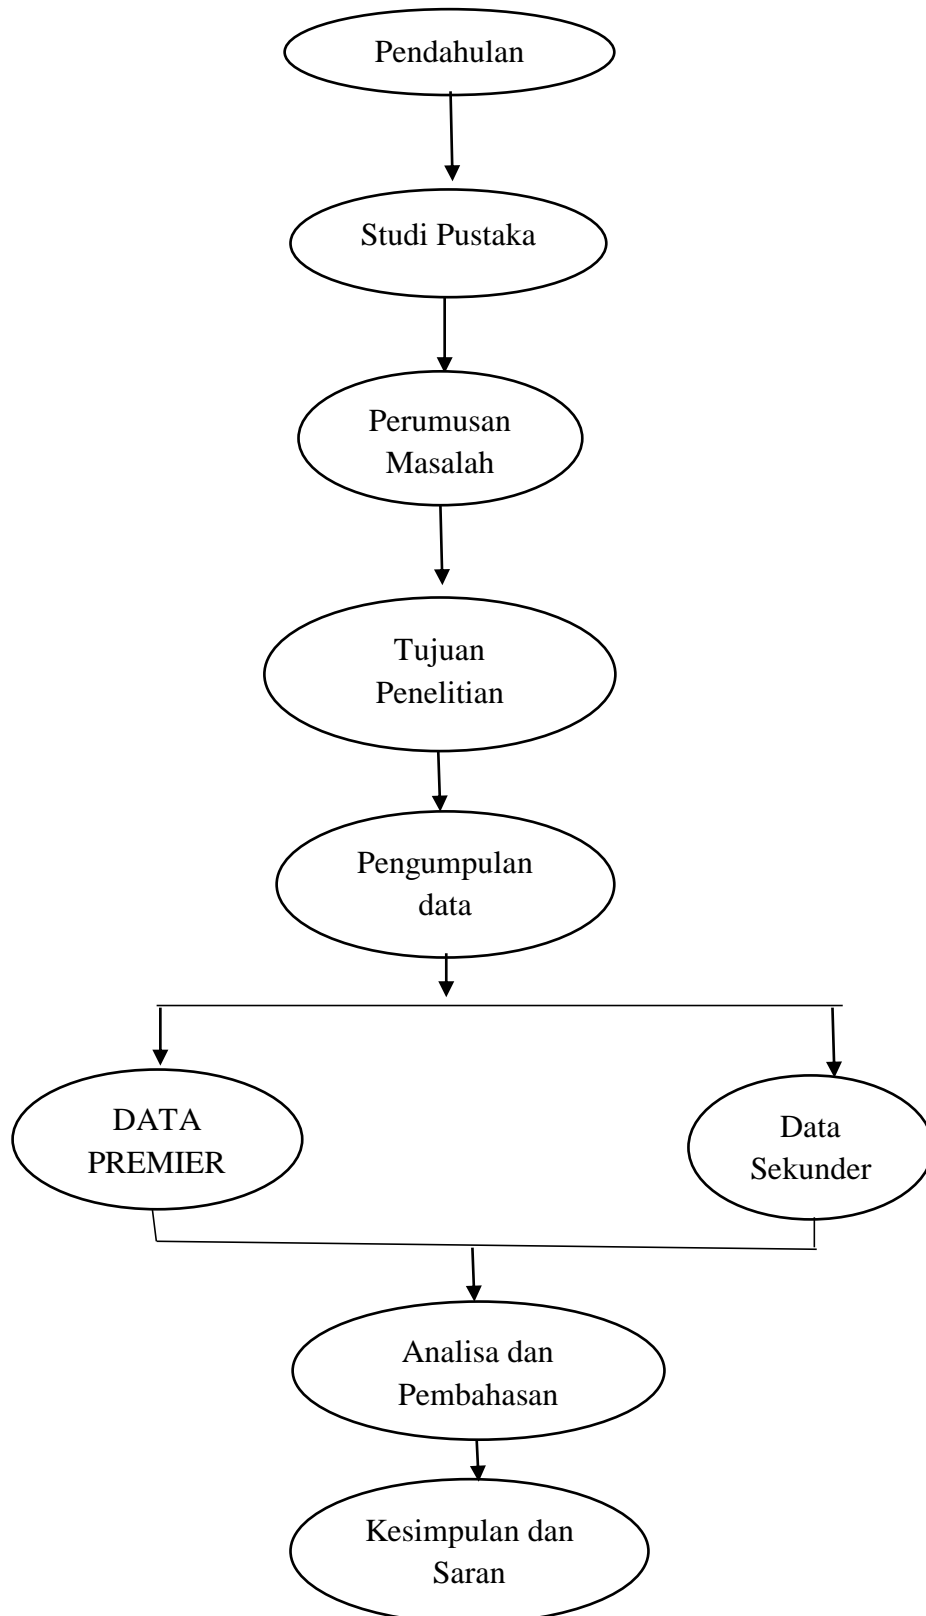 Pendahulan
Studi Pustaka
Perumusan
Masalah
Tujuan
Penelitian
Pengumpulan
data
DATA
PREMIER
Data
Sekunder
Analisa dan
Pembahasan
Kesimpulan dan
Saran